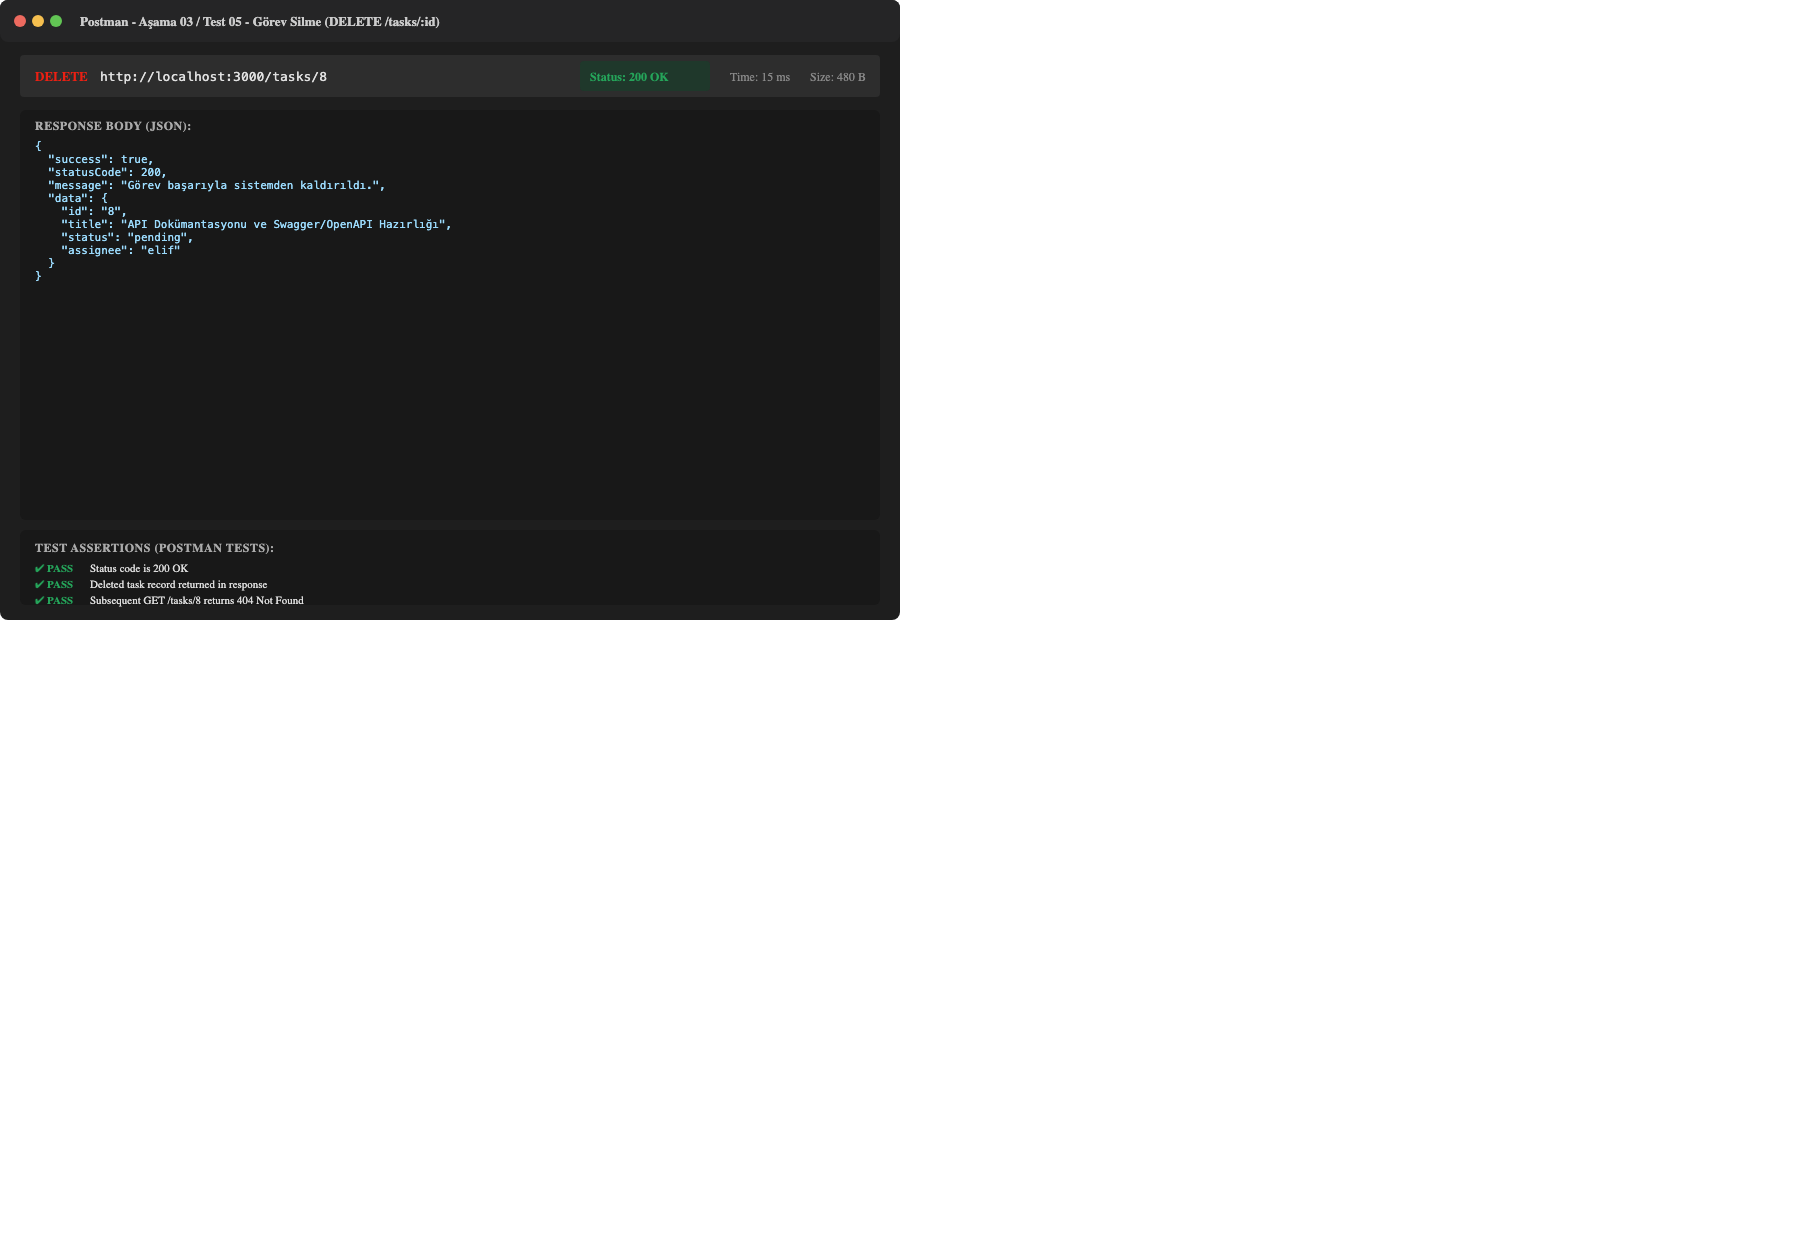 Postman - Aşama 03 / Test 05 - Görev Silme (DELETE /tasks/:id)
DELETE http://localhost:3000/tasks/8 Status: 200 OK Time: 15 ms Size: 480 B
RESPONSE BODY (JSON):
{
  "success": true,
  "statusCode": 200,
  "message": "Görev başarıyla sistemden kaldırıldı.",
  "data": {
    "id": "8",
    "title": "API Dokümantasyonu ve Swagger/OpenAPI Hazırlığı",
    "status": "pending",
    "assignee": "elif"
  }
}
TEST ASSERTIONS (POSTMAN TESTS):
✔ PASS Status code is 200 OK
✔ PASS Deleted task record returned in response
✔ PASS Subsequent GET /tasks/8 returns 404 Not Found